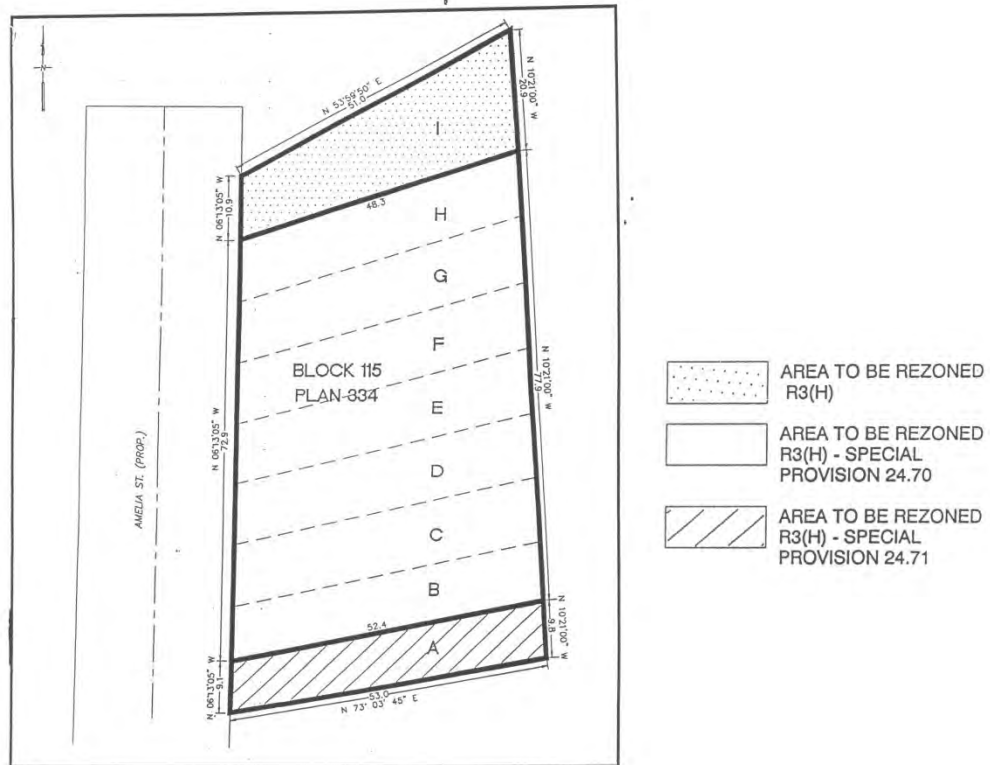 N 53°59'50" E
51.0
N 10°21'00" W
20.9
I
N 06°13'05" W
10.9
48.3
H
G
F
BLOCK 115
PLAN 334
E
D
C
B
N 10°21'00" W
77.9
N 06°13'05" W
72.9
AMELIA ST. (PROP.)
52.4
A
N 10°21'00" W
9.8
N 06°13'05" W
9.1
53.0
N 73° 03' 45" E
AREA TO BE REZONED
R3(H)
AREA TO BE REZONED
R3(H) - SPECIAL
PROVISION 24.70
AREA TO BE REZONED
R3(H) - SPECIAL
PROVISION 24.71